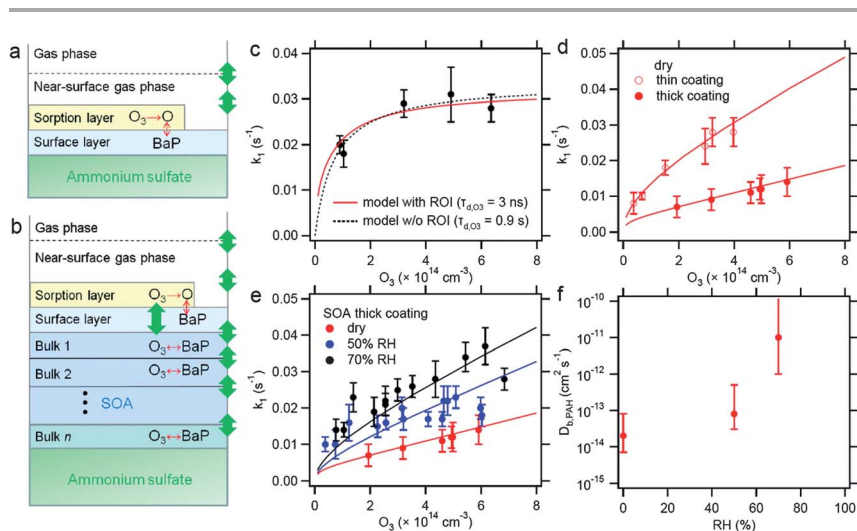 a
Gas phase
Near-surface gas phase
Sorption layer O₃→O
Surface layer BaP
Ammonium sulfate
b
Gas phase
Near-surface gas phase
Sorption layer O₃→O
Surface layer BaP
Bulk 1 O₃↔BaP
Bulk 2 O₃↔BaP
SOA
Bulk n O₃↔BaP
Ammonium sulfate
c
k₁ (s⁻¹)
0.04
0.03
0.02
0.01
0.00
model with ROI (τd,O3 = 3 ns)
model w/o ROI (τd,O3 = 0.9 s)
0 2 4 6 8
O₃ (× 10¹⁴ cm⁻³)
d
k₁ (s⁻¹)
0.05
0.04
0.03
0.02
0.01
0.00
dry
thin coating
thick coating
0 2 4 6 8
O₃ (× 10¹⁴ cm⁻³)
e
k₁ (s⁻¹)
0.05
0.04
0.03
0.02
0.01
0.00
SOA thick coating
dry
50% RH
70% RH
0 2 4 6 8
O₃ (× 10¹⁴ cm⁻³)
f
Db,PAH (cm² s⁻¹)
10⁻¹⁰
10⁻¹¹
10⁻¹²
10⁻¹³
10⁻¹⁴
10⁻¹⁵
0 20 40 60 80 100
RH (%)